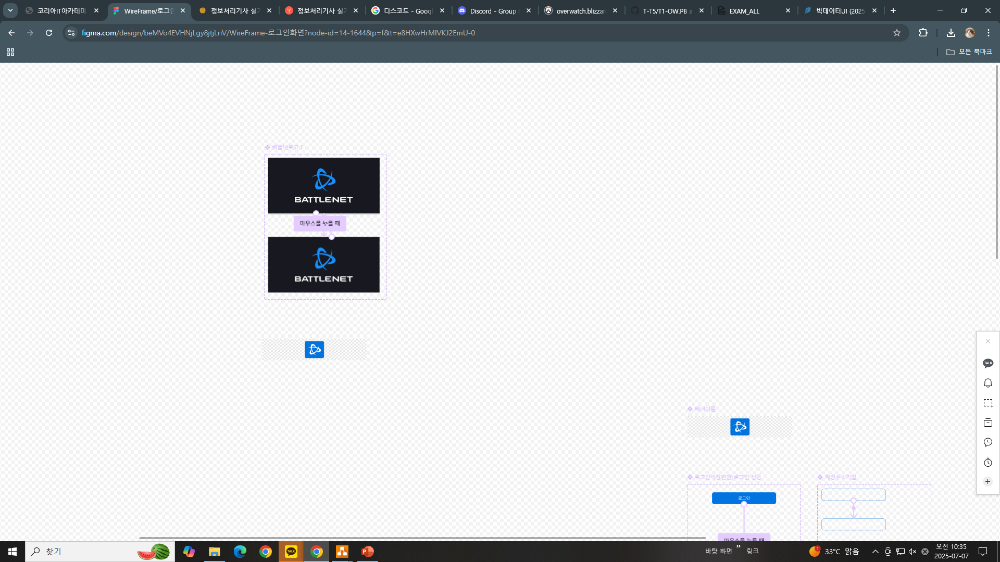 코리아IT아카데미
WireFrame/로그인
정보처리기사 실기
정보처리기사 실기
디스코드 - Googl
Discord - Group
overwatch.blizzar
T-T5/T1-OW.PB a
EXAM_ALL
빅데이터UI (2025
figma.com/design/beMVo4EVHNjLgy8jtjLriV/WireFrame-로그인화면?node-id=14-1644&p=f&t=e8HXwHrMIVKJ2EmU-0
모든 북마크
배틀넷로고 1
BATTLE.NET
마우스를 누를 때
BATTLE.NET
TALK
배너이름
로그인색상변환/로그인 성공
계정주소기입
로그인
마우스를 누를 때
찾기
TALK
바탕 화면
링크
1
33°C 맑음
오전 10:35
2025-07-07